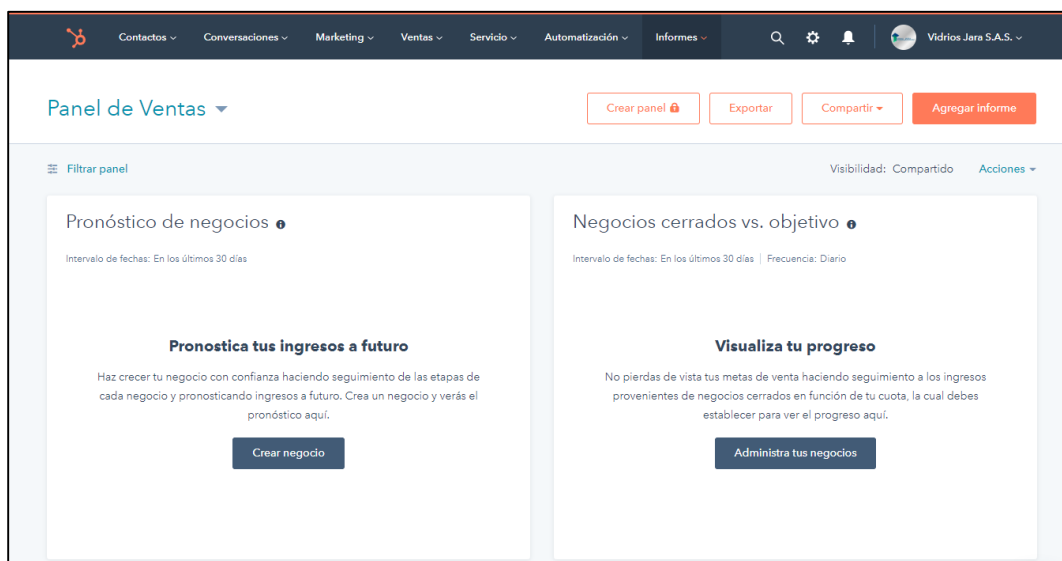 Contactos Conversaciones Marketing Ventas Servicio Automatización Informes Vidrios Jara S.A.S.
Panel de Ventas Crear panel Exportar Compartir Agregar informe
Filtrar panel Visibilidad: Compartido Acciones
Pronóstico de negocios
Intervalo de fechas: En los últimos 30 días
Pronostica tus ingresos a futuro
Haz crecer tu negocio con confianza haciendo seguimiento de las etapas de
cada negocio y pronosticando ingresos a futuro. Crea un negocio y verás el
pronóstico aquí.
Crear negocio
Negocios cerrados vs. objetivo
Intervalo de fechas: En los últimos 30 días | Frecuencia: Diario
Visualiza tu progreso
No pierdas de vista tus metas de venta haciendo seguimiento a los ingresos
provenientes de negocios cerrados en función de tu cuota, la cual debes
establecer para ver el progreso aquí.
Administra tus negocios